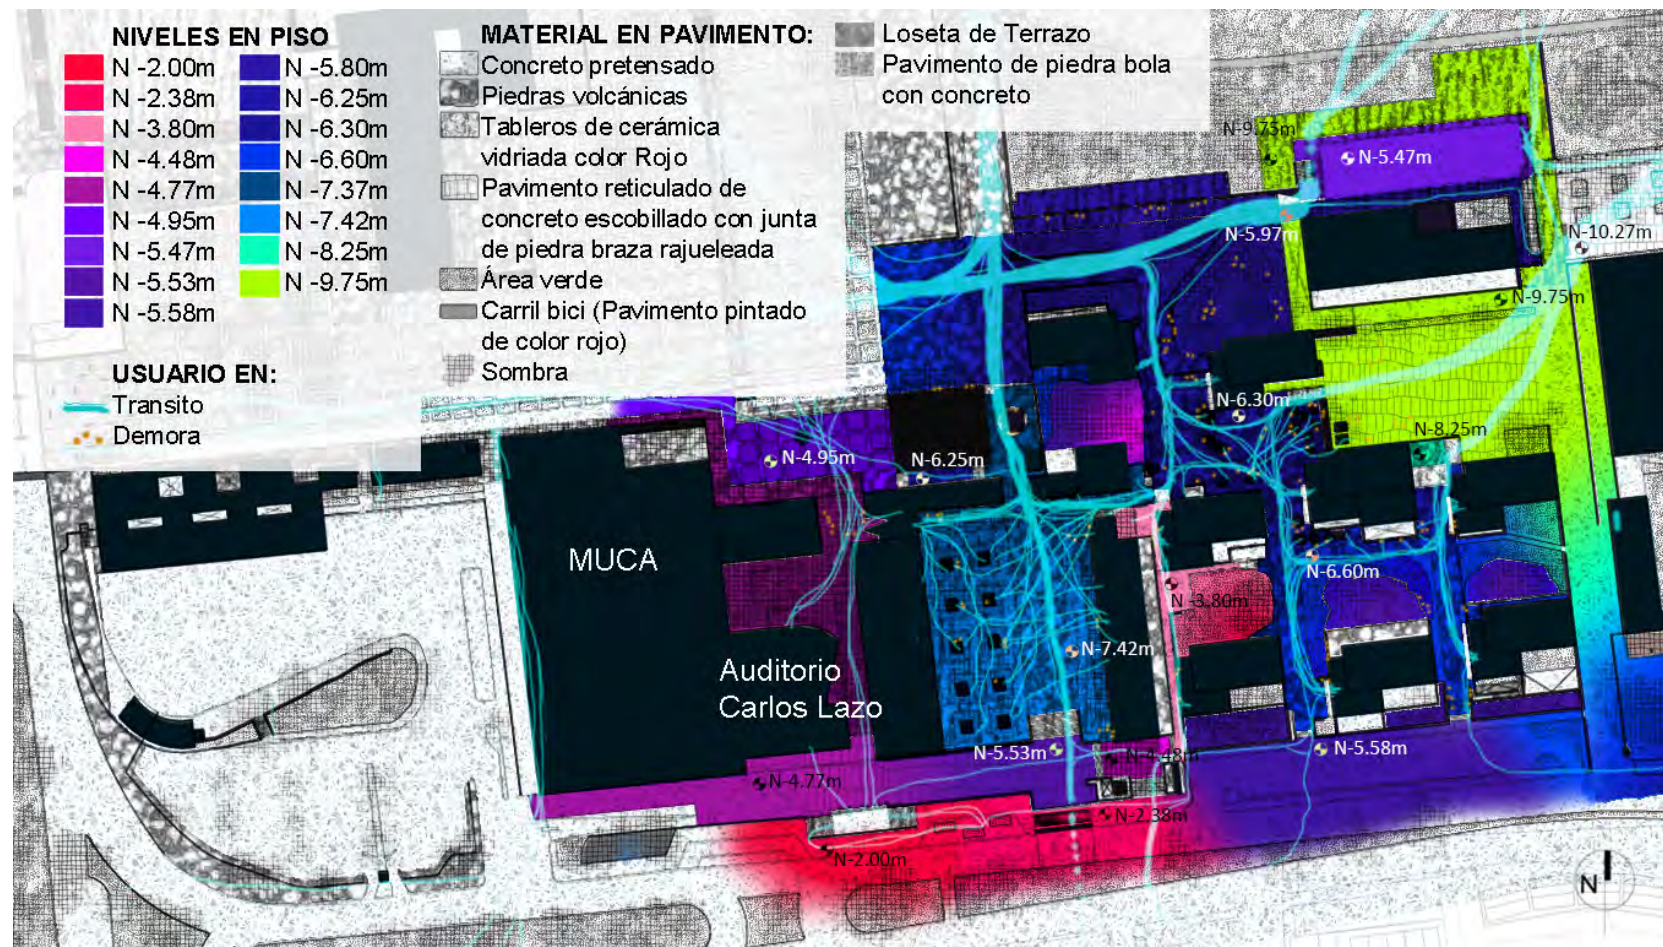 NIVELES EN PISO
N -2.00m
N -2.38m
N -3.80m
N -4.48m
N -4.77m
N -4.95m
N -5.47m
N -5.53m
N -5.58m
N -5.80m
N -6.25m
N -6.30m
N -6.60m
N -7.37m
N -7.42m
N -8.25m
N -9.75m
USUARIO EN:
Transito
Demora
MATERIAL EN PAVIMENTO:
Concreto pretensado
Piedras volcánicas
Tableros de cerámica
vidriada color Rojo
Pavimento reticulado de
concreto escobillado con junta
de piedra braza rajueleada
Área verde
Carril bici (Pavimento pintado
de color rojo)
Sombra
Loseta de Terrazo
Pavimento de piedra bola
con concreto
N-9.75m
N-5.47m
N-5.97m
N-10.27m
N-9.75m
N-6.30m
N-8.25m
N-4.95m
N-6.25m
MUCA
N-6.60m
N -3.80m
N-7.42m
Auditorio
Carlos Lazo
N-5.53m
N-4.48m
N-5.58m
N-4.77m
N-2.38m
N-2.00m
N